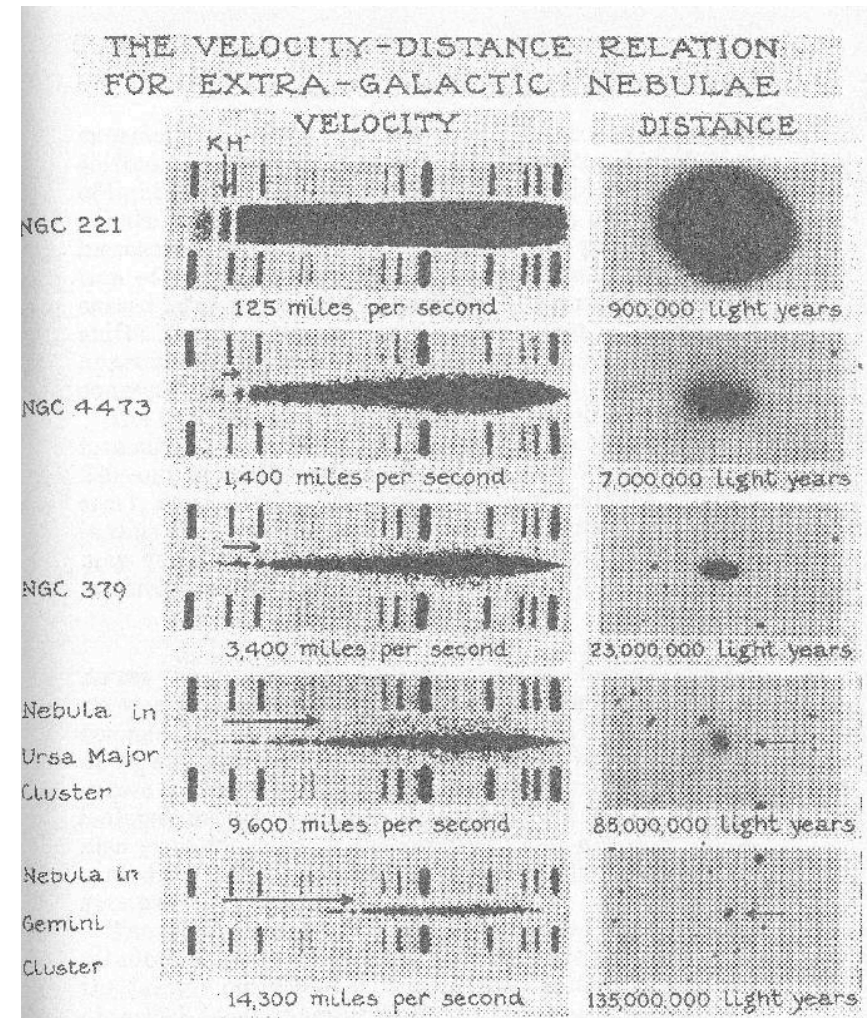 THE VELOCITY-DISTANCE RELATION
FOR EXTRA-GALACTIC NEBULAE
VELOCITY DISTANCE
K H
NGC 221
125 miles per second 900,000 light years
NGC 4473
1,400 miles per second 7,000,000 light years
NGC 379
3,400 miles per second 23,000,000 light years
Nebula in
Ursa Major
Cluster
9,600 miles per second 85,000,000 light years
Nebula in
Gemini
Cluster
14,300 miles per second 135,000,000 light years